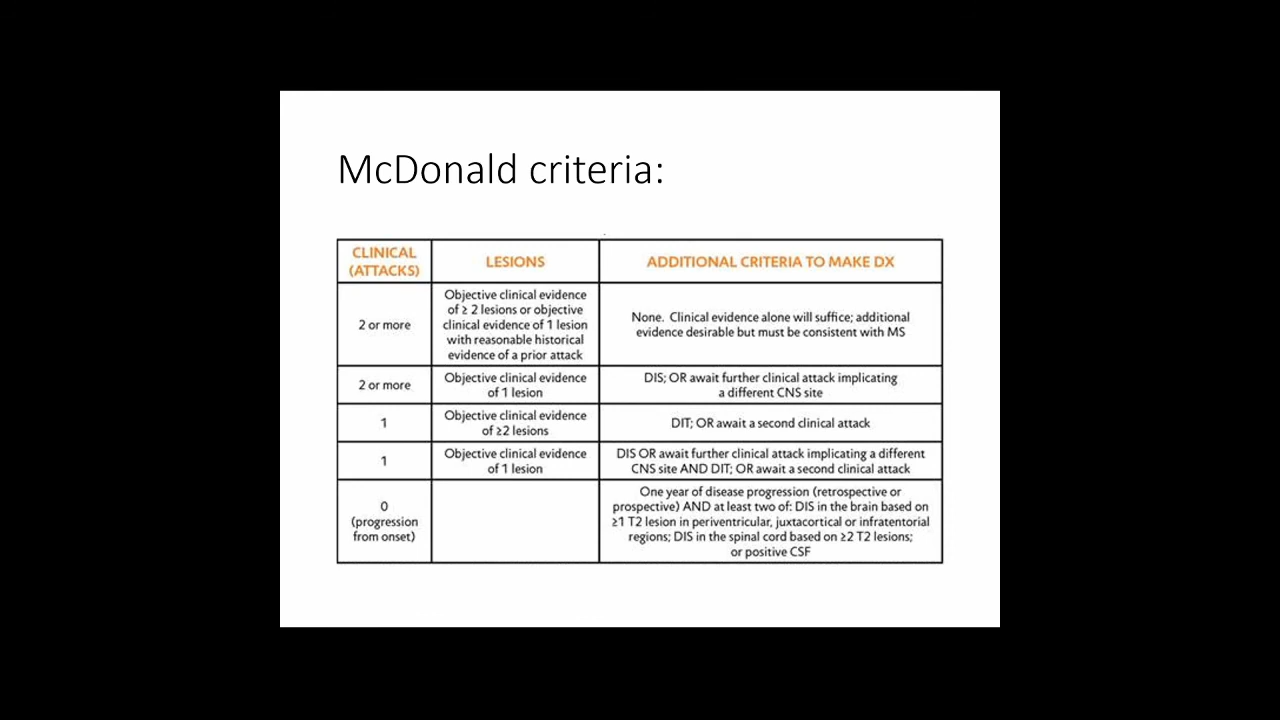 McDonald criteria:
CLINICAL
(ATTACKS)
LESIONS
ADDITIONAL CRITERIA TO MAKE DX
2 or more
Objective clinical evidence
of ≥ 2 lesions or objective
clinical evidence of 1 lesion
with reasonable historical
evidence of a prior attack
None. Clinical evidence alone will suffice; additional
evidence desirable but must be consistent with MS
2 or more
Objective clinical evidence
of 1 lesion
DIS; OR await further clinical attack implicating
a different CNS site
1
Objective clinical evidence
of ≥2 lesions
DIT; OR await a second clinical attack
1
Objective clinical evidence
of 1 lesion
DIS OR await further clinical attack implicating a different
CNS site AND DIT; OR await a second clinical attack
0
(progression
from onset)
One year of disease progression (retrospective or
prospective) AND at least two of: DIS in the brain based on
≥1 T2 lesion in periventricular, juxtacortical or infratentorial
regions; DIS in the spinal cord based on ≥2 T2 lesions;
or positive CSF